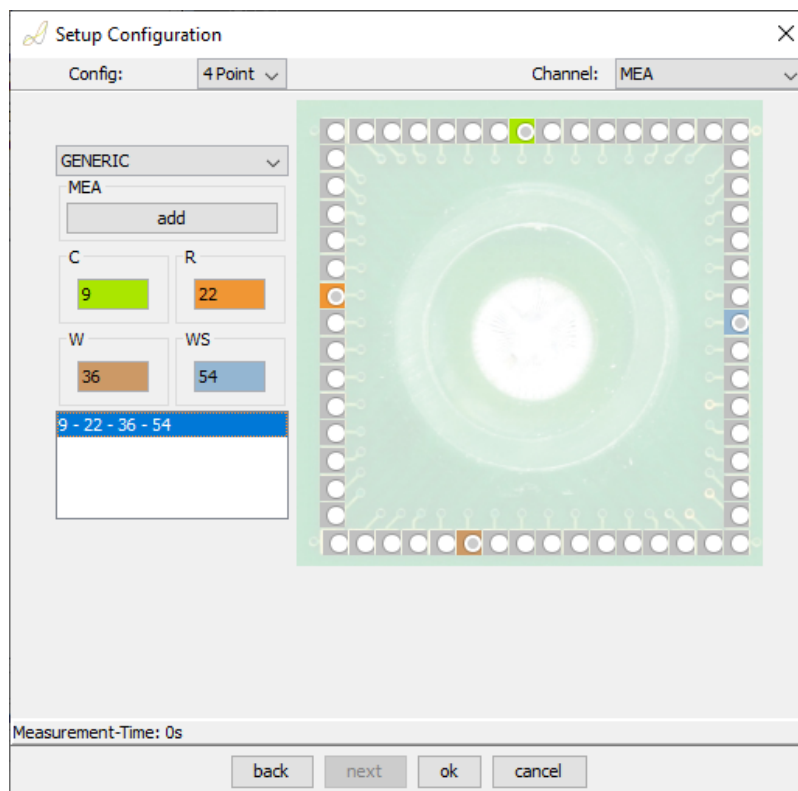 Setup Configuration
Config: 4 Point Channel: MEA
GENERIC
MEA
add
C R
9 22
W WS
36 54
9 - 22 - 36 - 54
Measurement-Time: 0s
back next ok cancel